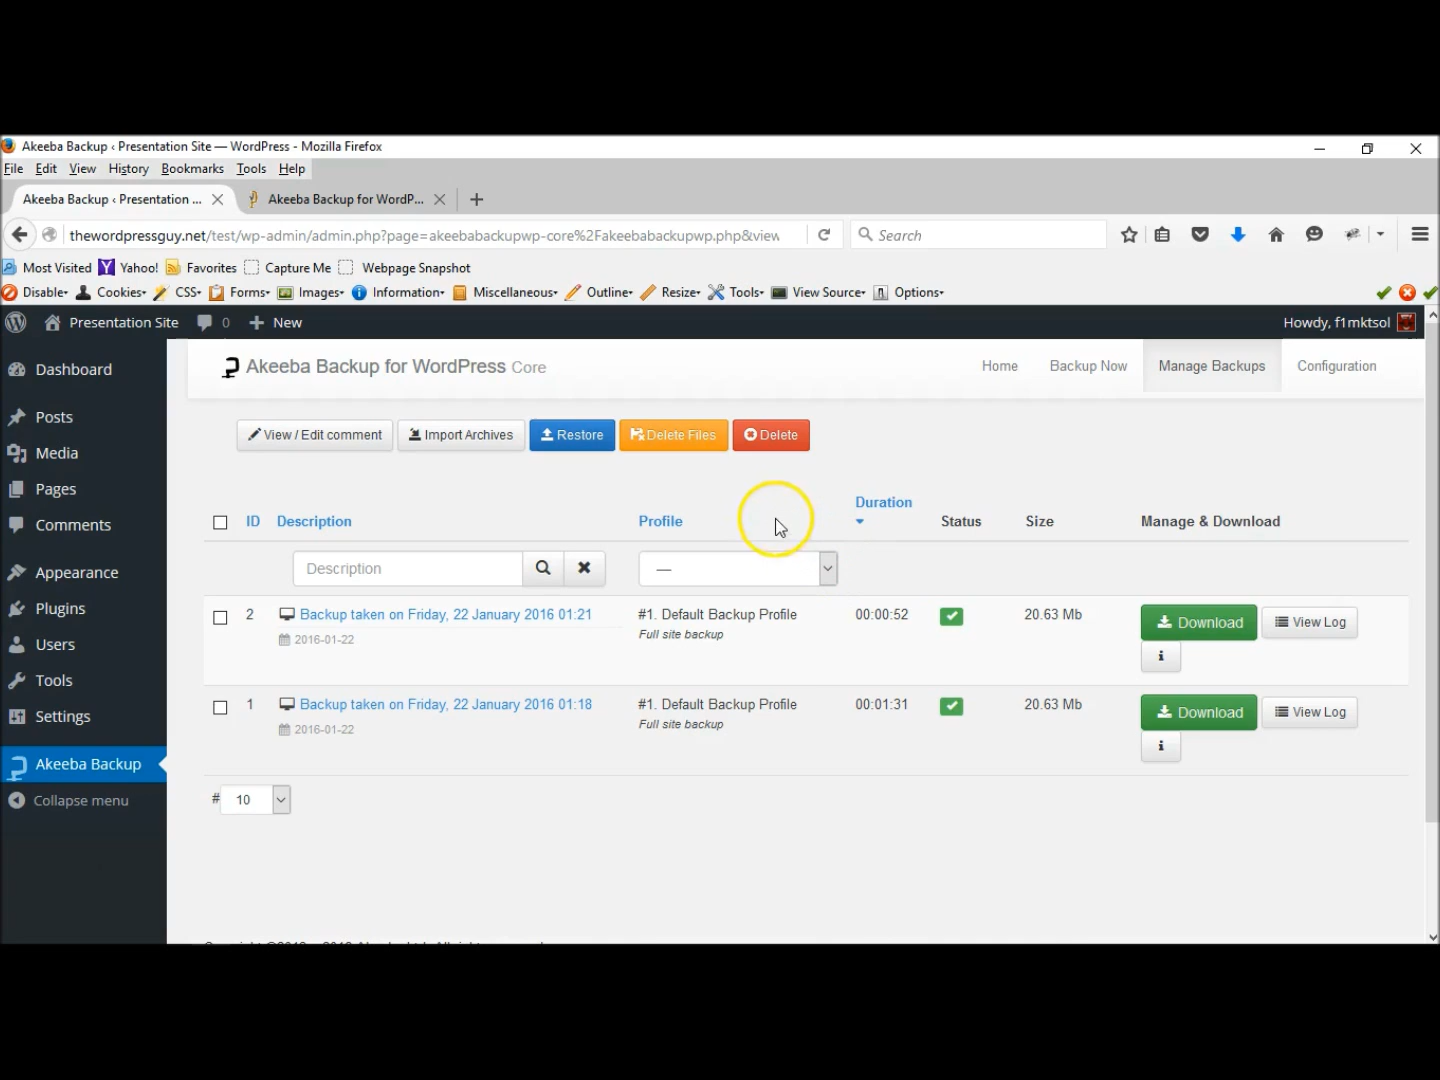 Akeeba Backup ‹ Presentation Site — WordPress - Mozilla Firefox
File Edit View History Bookmarks Tools Help
Akeeba Backup ‹ Presentation ... Akeeba Backup for WordP...
thewordpressguy.net/test/wp-admin/admin.php?page=akeebabackupwp-core%2Fakeebabackupwp.php&view Search
Most Visited Yahoo! Favorites Capture Me Webpage Snapshot
Disable Cookies CSS Forms Images Information Miscellaneous Outline Resize Tools View Source Options
Presentation Site 0 New Howdy, f1mktsol
Akeeba Backup for WordPress Core Home Backup Now Manage Backups Configuration
Dashboard
Posts
Media
Pages
Comments
Appearance
Plugins
Users
Tools
Settings
Akeeba Backup
Collapse menu
View / Edit comment Import Archives Restore Delete Files Delete
ID Description Profile Duration Status Size Manage & Download
Description —
2 Backup taken on Friday, 22 January 2016 01:21 #1. Default Backup Profile 00:00:52 20.63 Mb Download View Log
2016-01-22 Full site backup
i
1 Backup taken on Friday, 22 January 2016 01:18 #1. Default Backup Profile 00:01:31 20.63 Mb Download View Log
2016-01-22 Full site backup
i
# 10